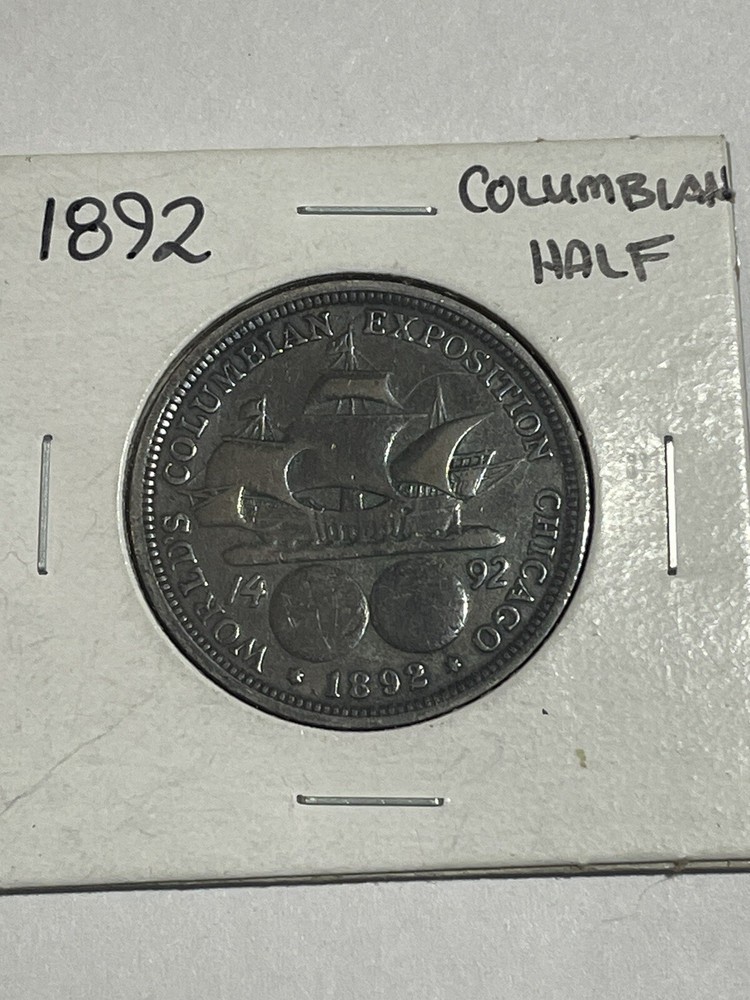 1892
COLUMBIAN
HALF
WORLD'S COLUMBIAN EXPOSITION CHICAGO
14 92
* 1892 *